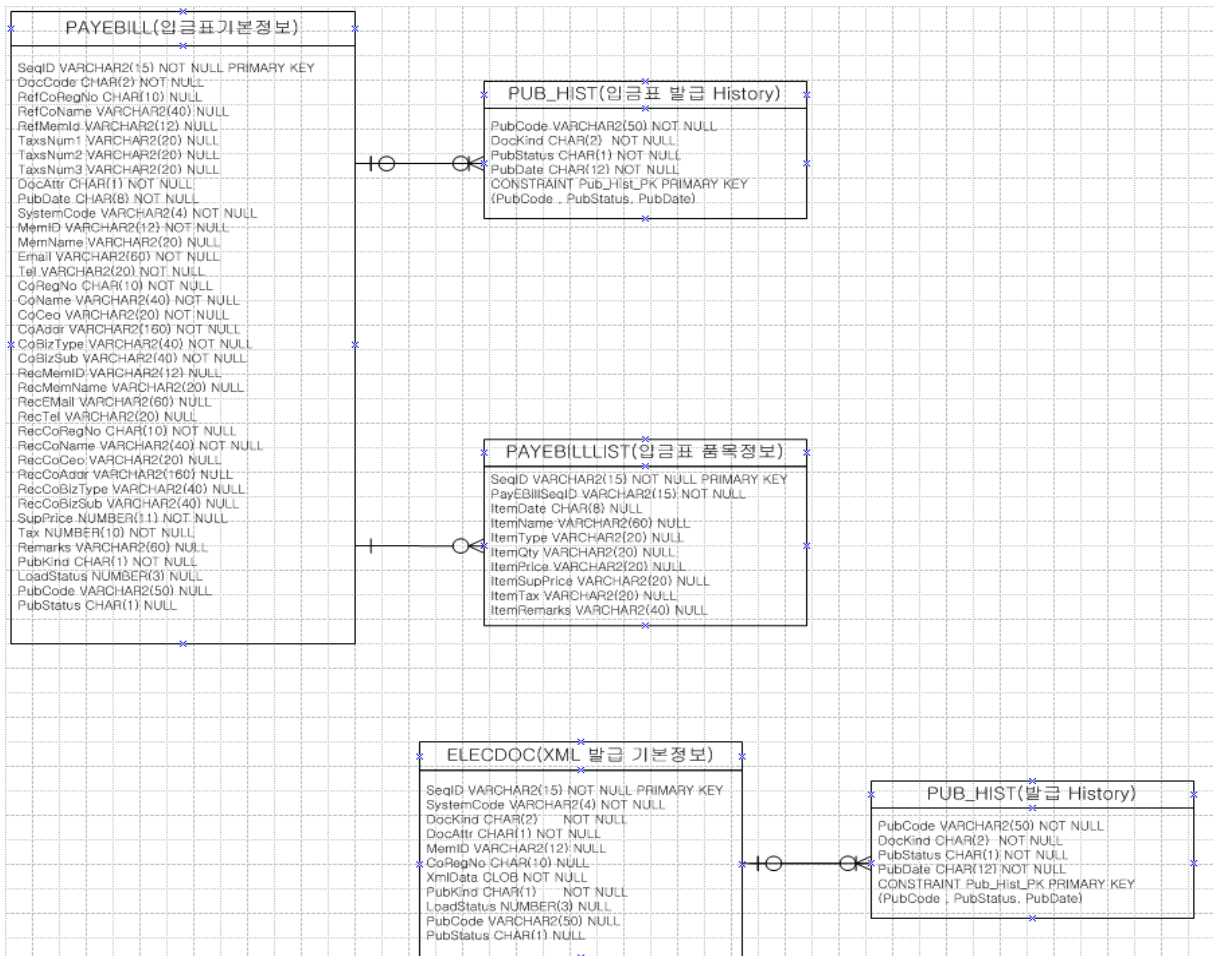 PAYEBILL(입금표기본정보)
SeqID VARCHAR2(15) NOT NULL PRIMARY KEY
DocCode CHAR(2) NOT NULL
RefCoRegNo CHAR(10) NULL
RefCoName VARCHAR2(40) NULL
RefMemId VARCHAR2(12) NULL
TaxsNum1 VARCHAR2(20) NULL
TaxsNum2 VARCHAR2(20) NULL
TaxsNum3 VARCHAR2(20) NULL
DocAttr CHAR(1) NOT NULL
PubDate CHAR(8) NOT NULL
SystemCode VARCHAR2(4) NOT NULL
MemID VARCHAR2(12) NOT NULL
MemName VARCHAR2(20) NULL
Email VARCHAR2(60) NOT NULL
Tel VARCHAR2(20) NOT NULL
CoRegNo CHAR(10) NOT NULL
CoName VARCHAR2(40) NOT NULL
CoCeo VARCHAR2(20) NOT NULL
CoAddr VARCHAR2(160) NOT NULL
CoBizType VARCHAR2(40) NOT NULL
CoBizSub VARCHAR2(40) NOT NULL
RecMemID VARCHAR2(12) NULL
RecMemName VARCHAR2(20) NULL
RecEMail VARCHAR2(60) NULL
RecTel VARCHAR2(20) NULL
RecCoRegNo CHAR(10) NOT NULL
RecCoName VARCHAR2(40) NOT NULL
RecCoCeo VARCHAR2(20) NULL
RecCoAddr VARCHAR2(160) NULL
RecCoBizType VARCHAR2(40) NULL
RecCoBizSub VARCHAR2(40) NULL
SupPrice NUMBER(11) NOT NULL
Tax NUMBER(10) NOT NULL
Remarks VARCHAR2(60) NULL
PubKind CHAR(1) NOT NULL
LoadStatus NUMBER(3) NULL
PubCode VARCHAR2(50) NULL
PubStatus CHAR(1) NULL
PUB_HIST(입금표 발급 History)
PubCode VARCHAR2(50) NOT NULL
DocKind CHAR(2) NOT NULL
PubStatus CHAR(1) NOT NULL
PubDate CHAR(12) NOT NULL
CONSTRAINT Pub_Hist_PK PRIMARY KEY
(PubCode , PubStatus, PubDate)
PAYEBILLLIST(입금표 품목정보)
SeqID VARCHAR2(15) NOT NULL PRIMARY KEY
PayEBillSeqID VARCHAR2(15) NOT NULL
ItemDate CHAR(8) NULL
ItemName VARCHAR2(60) NULL
ItemType VARCHAR2(20) NULL
ItemQty VARCHAR2(20) NULL
ItemPrice VARCHAR2(20) NULL
ItemSupPrice VARCHAR2(20) NULL
ItemTax VARCHAR2(20) NULL
ItemRemarks VARCHAR2(40) NULL
ELECDOC(XML 발급 기본정보)
SeqID VARCHAR2(15) NOT NULL PRIMARY KEY
SystemCode VARCHAR2(4) NOT NULL
DocKind CHAR(2) NOT NULL
DocAttr CHAR(1) NOT NULL
MemID VARCHAR2(12) NULL
CoRegNo CHAR(10) NULL
XmlData CLOB NOT NULL
PubKind CHAR(1) NOT NULL
LoadStatus NUMBER(3) NULL
PubCode VARCHAR2(50) NULL
PubStatus CHAR(1) NULL
PUB_HIST(발급 History)
PubCode VARCHAR2(50) NOT NULL
DocKind CHAR(2) NOT NULL
PubStatus CHAR(1) NOT NULL
PubDate CHAR(12) NOT NULL
CONSTRAINT Pub_Hist_PK PRIMARY KEY
(PubCode , PubStatus, PubDate)